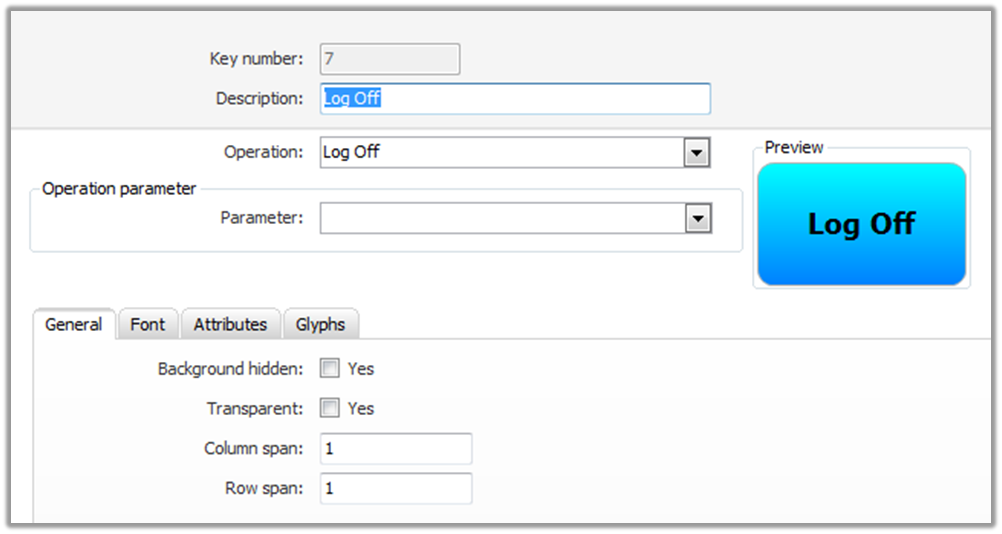 Key number: 7
Description: Log Off
Operation: Log Off
Preview
Log Off
Operation parameter
Parameter:
General Font Attributes Glyphs
Background hidden: Yes
Transparent: Yes
Column span: 1
Row span: 1